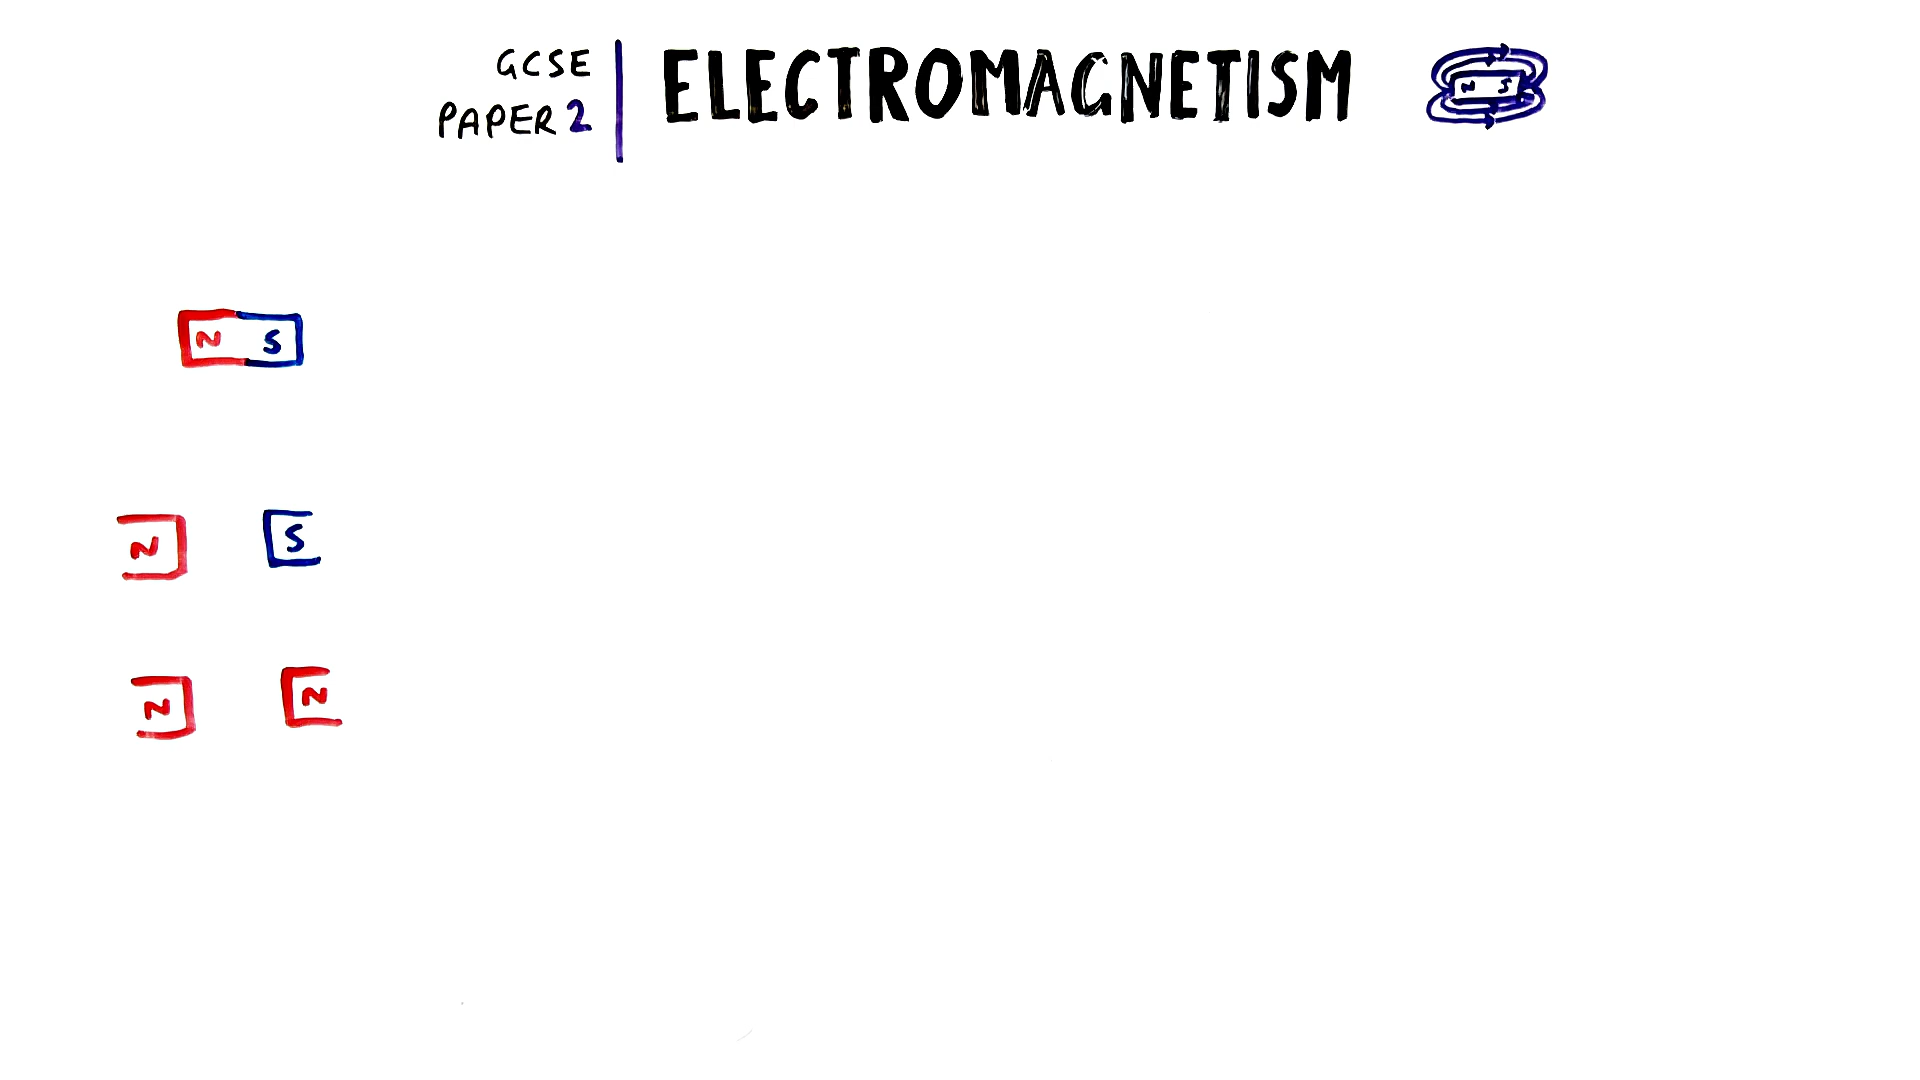 GCSE
PAPER 2
ELECTROMAGNETISM
N S
N S
N S
N N